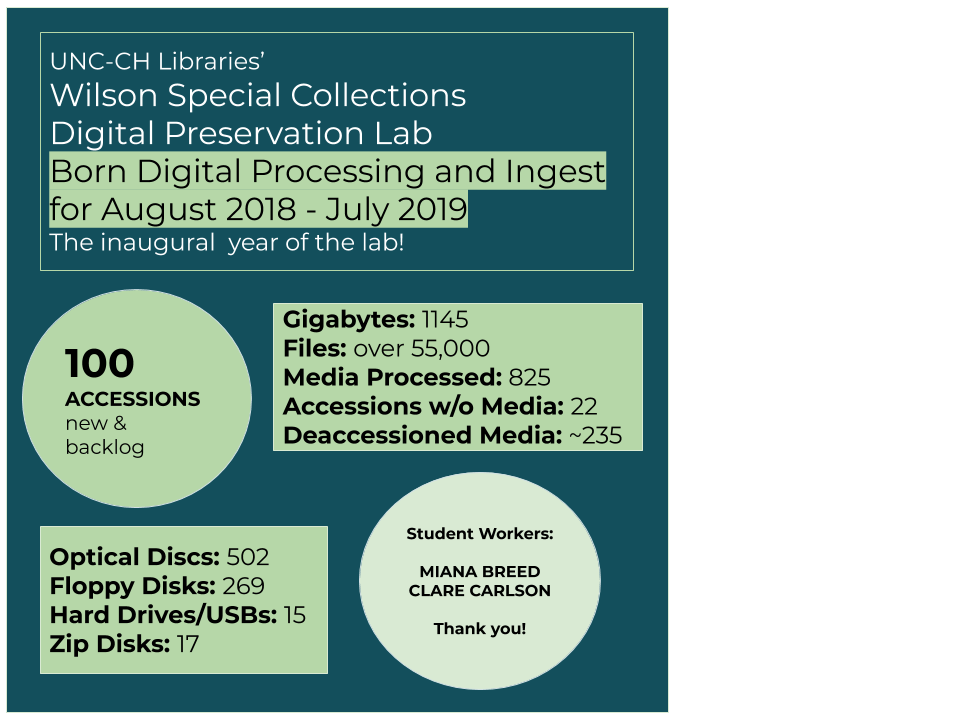 UNC-CH Libraries’
Wilson Special Collections
Digital Preservation Lab
Born Digital Processing and Ingest
for August 2018 - July 2019
The inaugural  year of the lab!
100
ACCESSIONS
new &
backlog
Gigabytes: 1145
Files: over 55,000
Media Processed: 825
Accessions w/o Media: 22
Deaccessioned Media: ~235
Optical Discs: 502
Floppy Disks: 269
Hard Drives/USBs: 15
Zip Disks: 17
Student Workers:
MIANA BREED
CLARE CARLSON
Thank you!